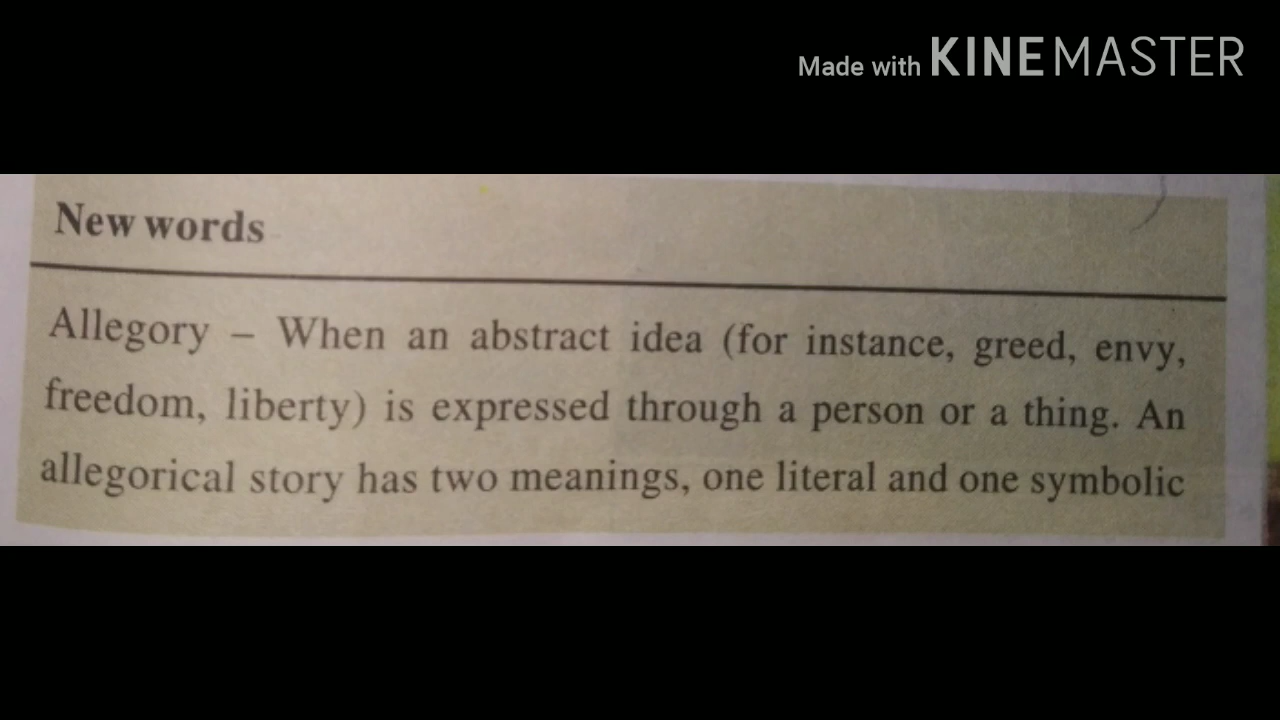 Made with KINEMASTER
New words
Allegory – When an abstract idea (for instance, greed, envy,
freedom, liberty) is expressed through a person or a thing. An
allegorical story has two meanings, one literal and one symbolic